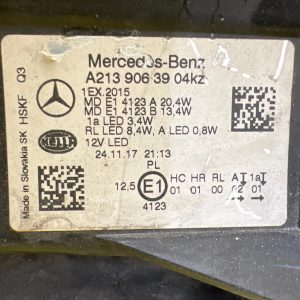 Mercedes-Benz
A213 906 39 04kz
1EX.2015
MD E1 4123 A 20,4W
MD E1 4123 B 13,4W
1a LED 3,4W
RL LED 8,4W, A LED 0,8W
12V LED
24.11.17 21:13
PL
HC HR RL A 1a
12,5 E1 01 01 00 02 01
4123
HELLA
Made in Slovakia SK HSKF Q3